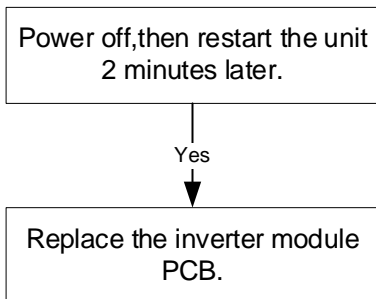 Power off,then restart the unit
2 minutes later.
Yes
Replace the inverter module
PCB.